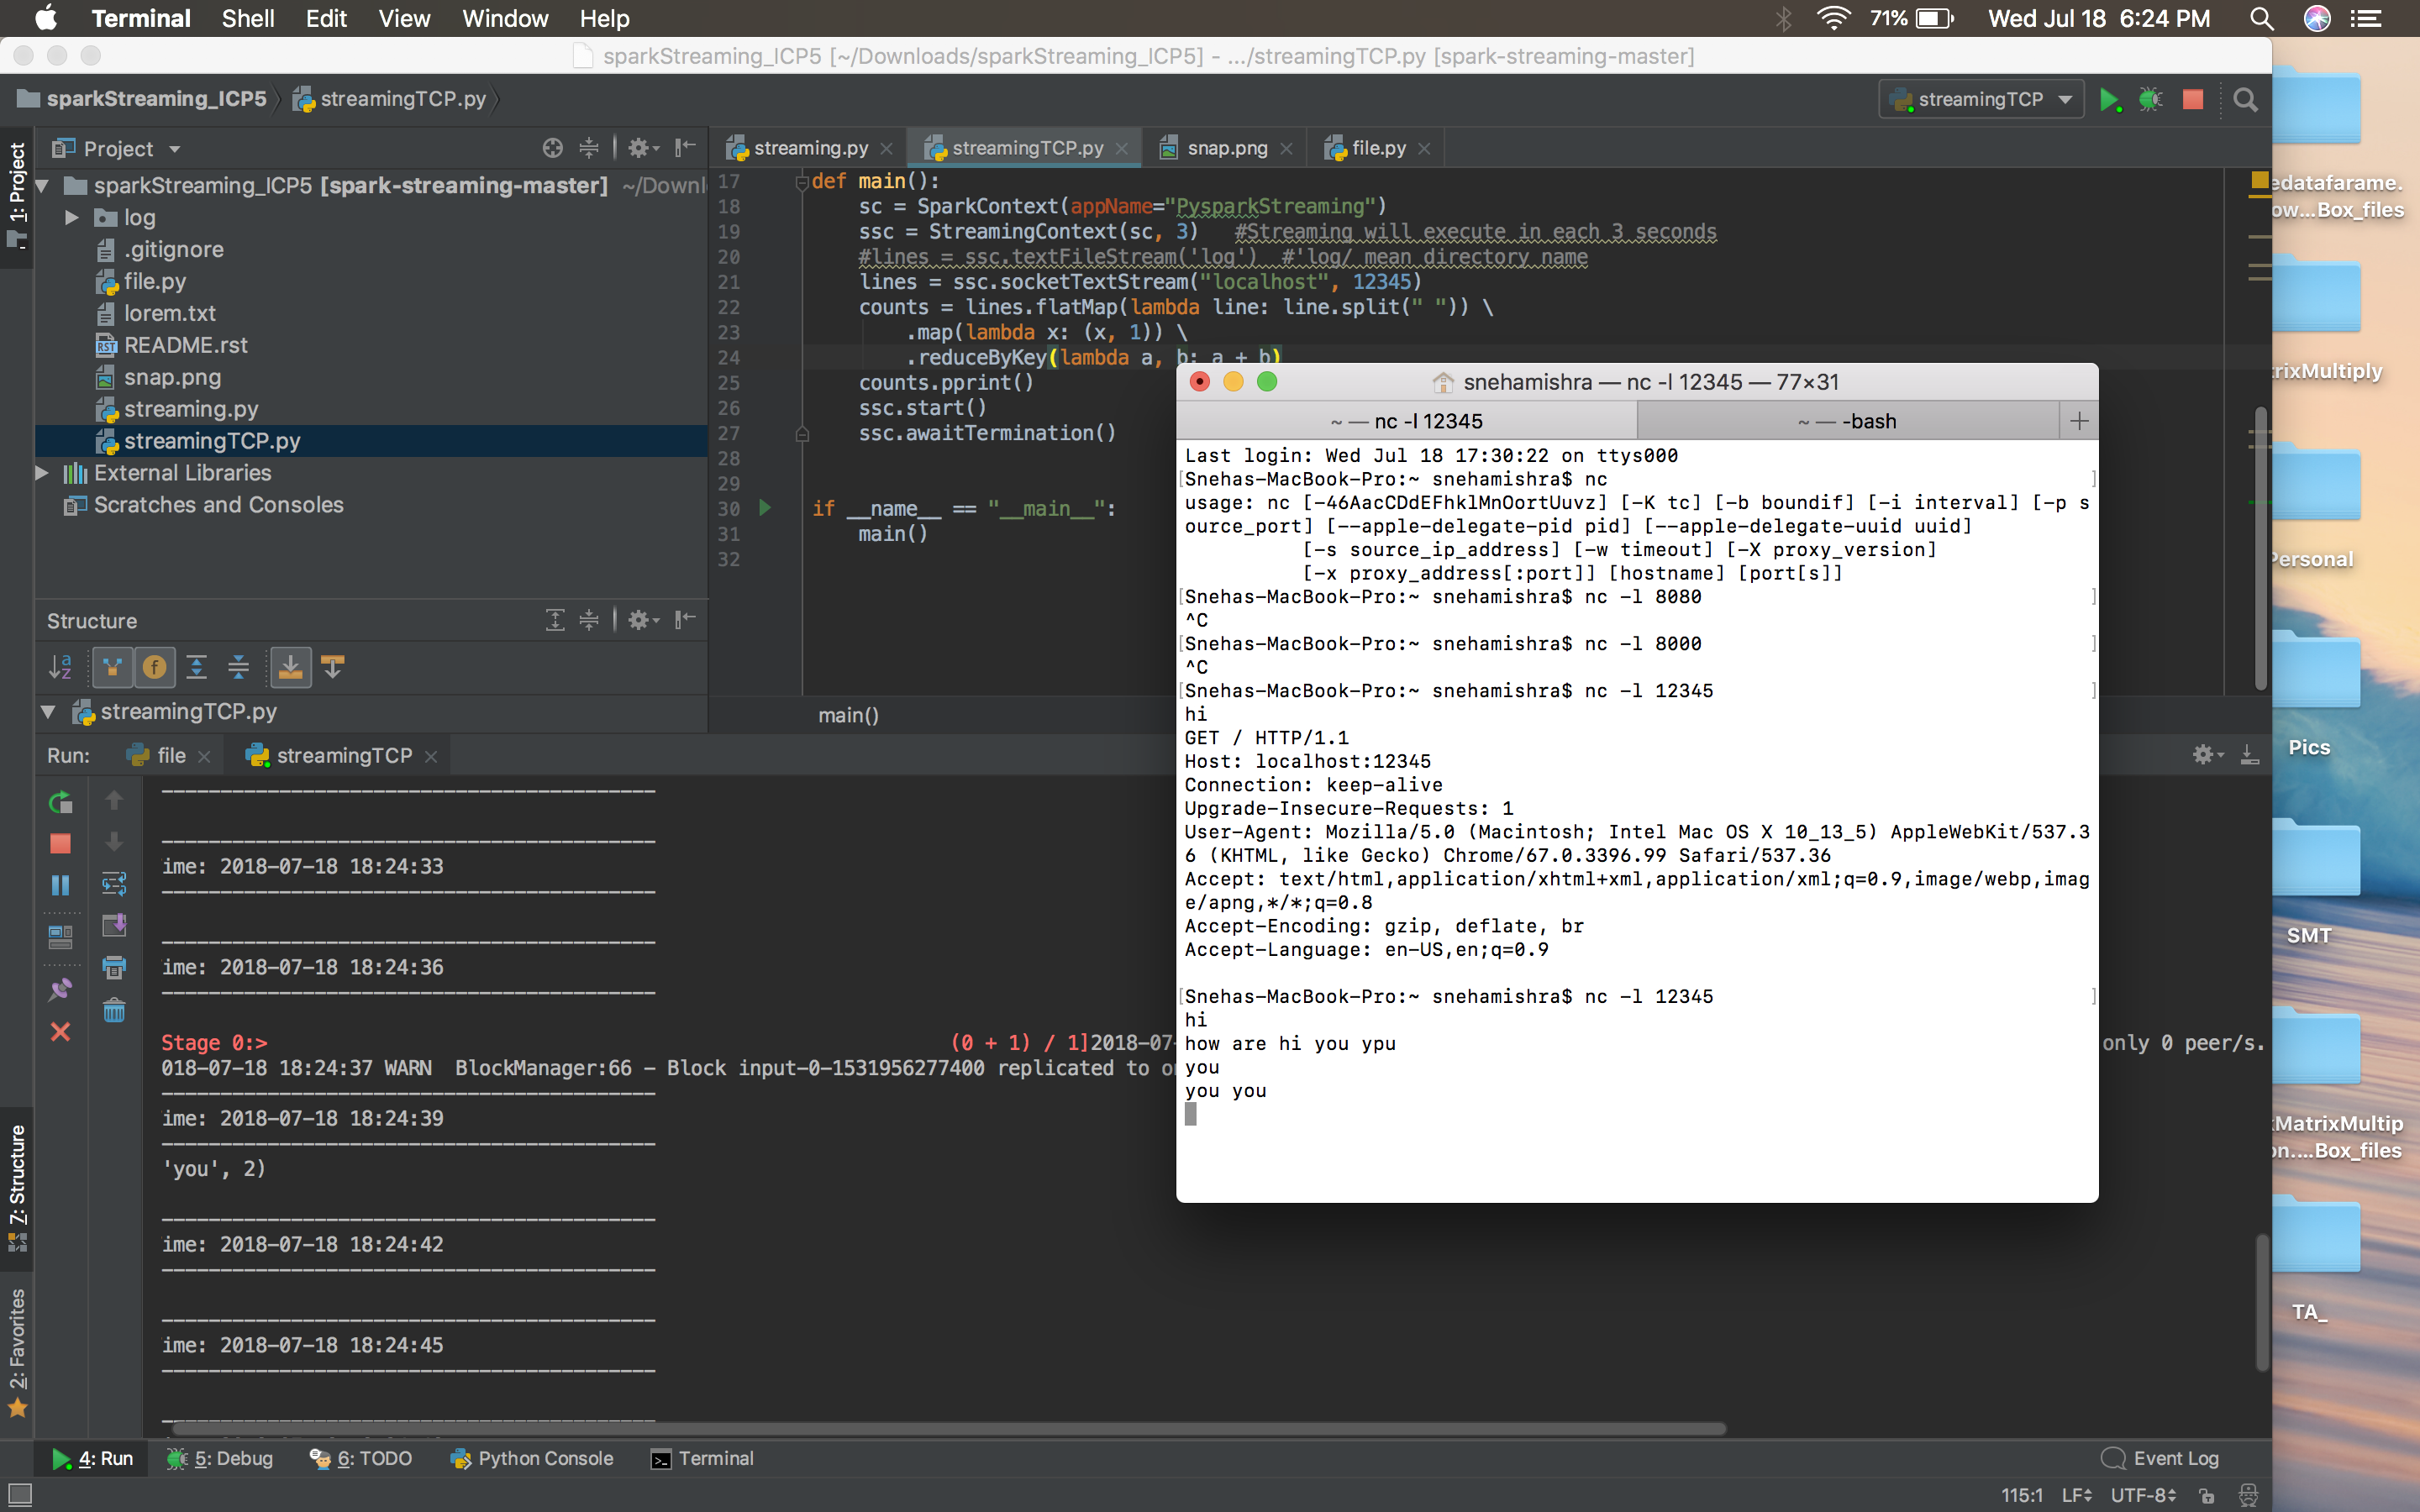 Terminal Shell Edit View Window Help 71% Wed Jul 18 6:24 PM
sparkStreaming_ICP5 [~/Downloads/sparkStreaming_ICP5] - .../streamingTCP.py [spark-streaming-master]
sparkStreaming_ICP5 streamingTCP.py streamingTCP
1: Project
Project
streaming.py streamingTCP.py snap.png file.py
sparkStreaming_ICP5 [spark-streaming-master] ~/Downl
log
.gitignore
file.py
lorem.txt
README.rst
snap.png
streaming.py
streamingTCP.py
External Libraries
Scratches and Consoles
17 def main():
18 sc = SparkContext(appName="PysparkStreaming")
19 ssc = StreamingContext(sc, 3) #Streaming will execute in each 3 seconds
20 #lines = ssc.textFileStream('log') #'log/ mean directory name
21 lines = ssc.socketTextStream("localhost", 12345)
22 counts = lines.flatMap(lambda line: line.split(" ")) \
23 .map(lambda x: (x, 1)) \
24 .reduceByKey(lambda a, b: a + b)
25 counts.pprint()
26 ssc.start()
27 ssc.awaitTermination()
28
29
30 if __name__ == "__main__":
31 main()
32
main()
Structure
streamingTCP.py
snehamishra — nc -l 12345 — 77×31
~ — nc -l 12345 ~ — -bash
Last login: Wed Jul 18 17:30:22 on ttys000
[Snehas-MacBook-Pro:~ snehamishra$ nc ]
usage: nc [-46AacCDdEFhklMnOortUuvz] [-K tc] [-b boundif] [-i interval] [-p s
ource_port] [--apple-delegate-pid pid] [--apple-delegate-uuid uuid]
[-s source_ip_address] [-w timeout] [-X proxy_version]
[-x proxy_address[:port]] [hostname] [port[s]]
[Snehas-MacBook-Pro:~ snehamishra$ nc -l 8080 ]
^C
[Snehas-MacBook-Pro:~ snehamishra$ nc -l 8000 ]
^C
[Snehas-MacBook-Pro:~ snehamishra$ nc -l 12345 ]
hi
GET / HTTP/1.1
Host: localhost:12345
Connection: keep-alive
Upgrade-Insecure-Requests: 1
User-Agent: Mozilla/5.0 (Macintosh; Intel Mac OS X 10_13_5) AppleWebKit/537.3
6 (KHTML, like Gecko) Chrome/67.0.3396.99 Safari/537.36
Accept: text/html,application/xhtml+xml,application/xml;q=0.9,image/webp,imag
e/apng,*/*;q=0.8
Accept-Encoding: gzip, deflate, br
Accept-Language: en-US,en;q=0.9
[Snehas-MacBook-Pro:~ snehamishra$ nc -l 12345 ]
hi
how are hi you ypu
you
you you
Run: file streamingTCP
-------------------------------------------
-------------------------------------------
ime: 2018-07-18 18:24:33
-------------------------------------------
-------------------------------------------
ime: 2018-07-18 18:24:36
-------------------------------------------
Stage 0:> (0 + 1) / 1]2018-07- only 0 peer/s.
018-07-18 18:24:37 WARN BlockManager:66 - Block input-0-1531956277400 replicated to o
-------------------------------------------
ime: 2018-07-18 18:24:39
-------------------------------------------
'you', 2)
-------------------------------------------
ime: 2018-07-18 18:24:42
-------------------------------------------
-------------------------------------------
ime: 2018-07-18 18:24:45
-------------------------------------------
-------------------------------------------
7: Structure
2: Favorites
4: Run 5: Debug 6: TODO Python Console Terminal Event Log
115:1 LF UTF-8
edatafarame.
ow...Box_files
rixMultiply
Personal
Pics
SMT
MatrixMultip
on....Box_files
TA_